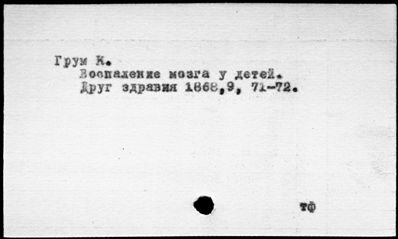 Грум К.
Воспаление мозга у детей.
Друг здравия 1868,9, 71-72.
тф